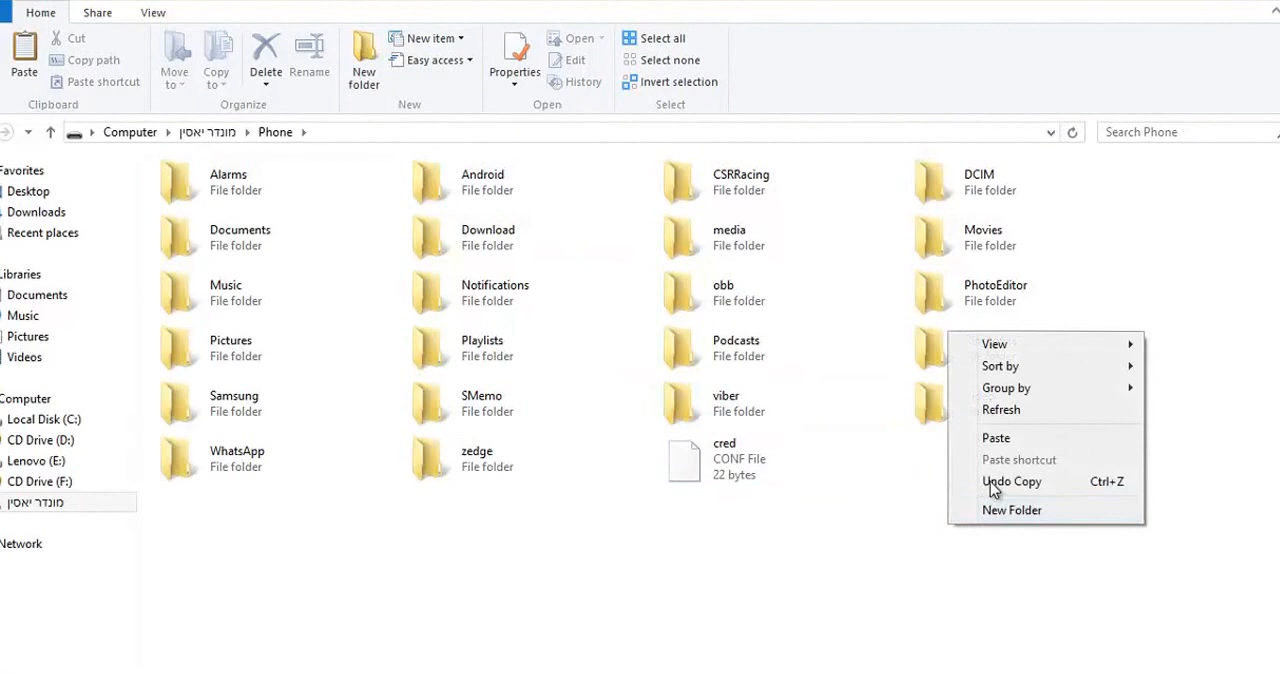 Home Share View
Paste
Cut
Copy path
Paste shortcut
Clipboard
Move to
Copy to
Delete
Rename
Organize
New folder
New item
Easy access
New
Properties
Open
Edit
History
Open
Select all
Select none
Invert selection
Select
Computer מונדר יאסין Phone
Search Phone
Favorites
Desktop
Downloads
Recent places
Libraries
Documents
Music
Pictures
Videos
Computer
Local Disk (C:)
CD Drive (D:)
Lenovo (E:)
CD Drive (F:)
מונדר יאסין
Network
Alarms
File folder
Android
File folder
CSRRacing
File folder
DCIM
File folder
Documents
File folder
Download
File folder
media
File folder
Movies
File folder
Music
File folder
Notifications
File folder
obb
File folder
PhotoEditor
File folder
Pictures
File folder
Playlists
File folder
Podcasts
File folder
Samsung
File folder
SMemo
File folder
viber
File folder
WhatsApp
File folder
zedge
File folder
cred
CONF File
22 bytes
View
Sort by
Group by
Refresh
Paste
Paste shortcut
Undo Copy Ctrl+Z
New Folder